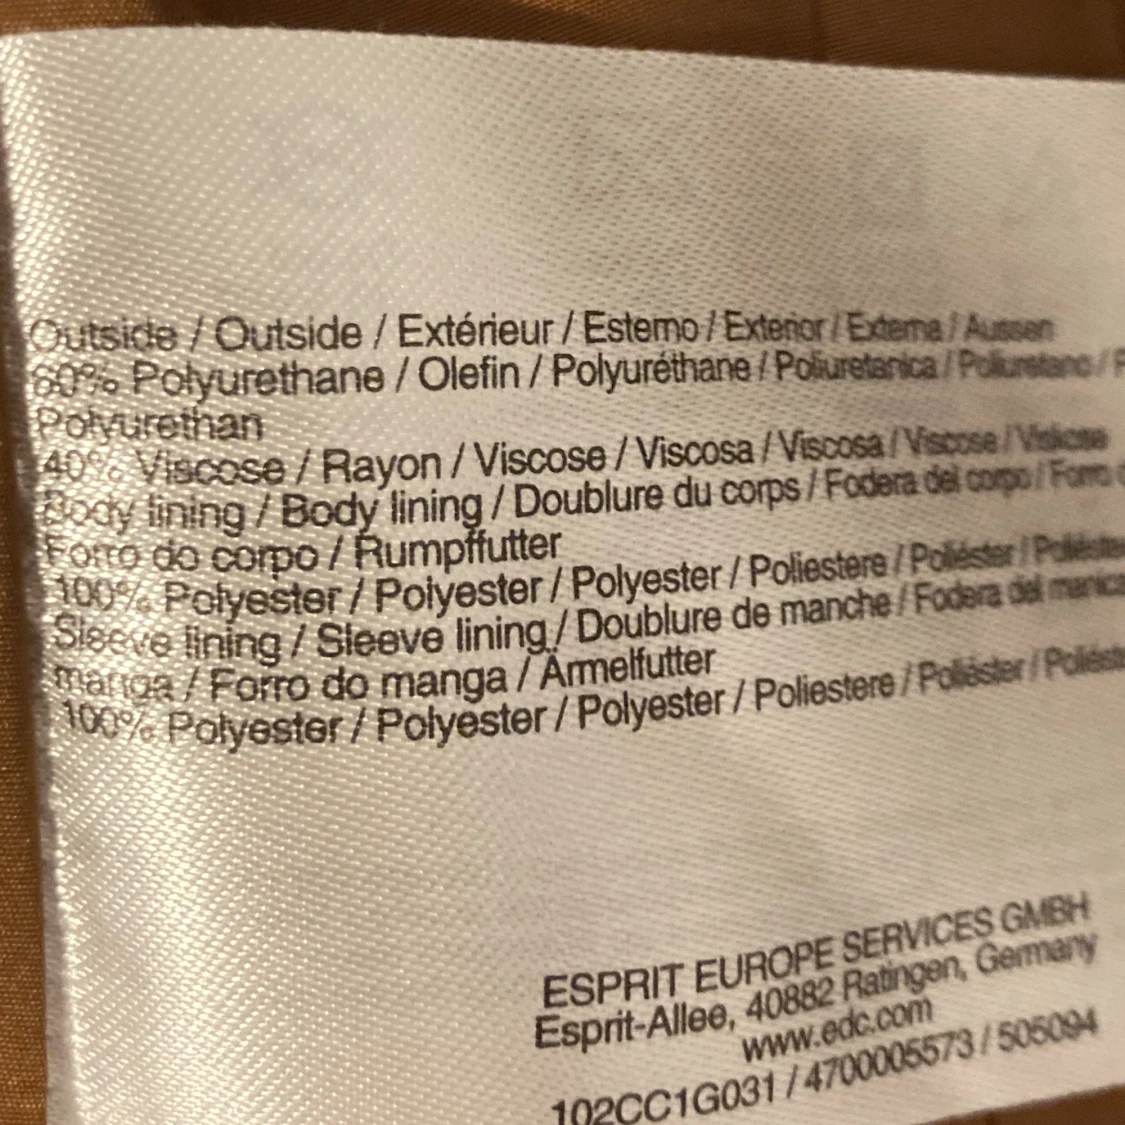 Outside / Outside / Extérieur / Esterno / Exterior / Externa / Aussen
60% Polyurethane / Olefin / Polyuréthane / Poliuretanica / Poliuretano /
Polyurethan
40% Viscose / Rayon / Viscose / Viscosa / Viscosa / Viscose / Viskose
Body lining / Body lining / Doublure du corps / Fodera del corpo / Forro
Forro do corpo / Rumpffutter
100% Polyester / Polyester / Polyester / Poliestere / Poliéster /
Sleeve lining / Sleeve lining / Doublure de manche / Fodera del
manga / Forro do manga / Ärmelfutter
100% Polyester / Polyester / Polyester / Poliestere / Poliéster /
ESPRIT EUROPE SERVICES GMBH
Esprit-Allee, 40882 Ratingen, Germany
www.edc.com
102CC1G031 / 4700005573 / 505094